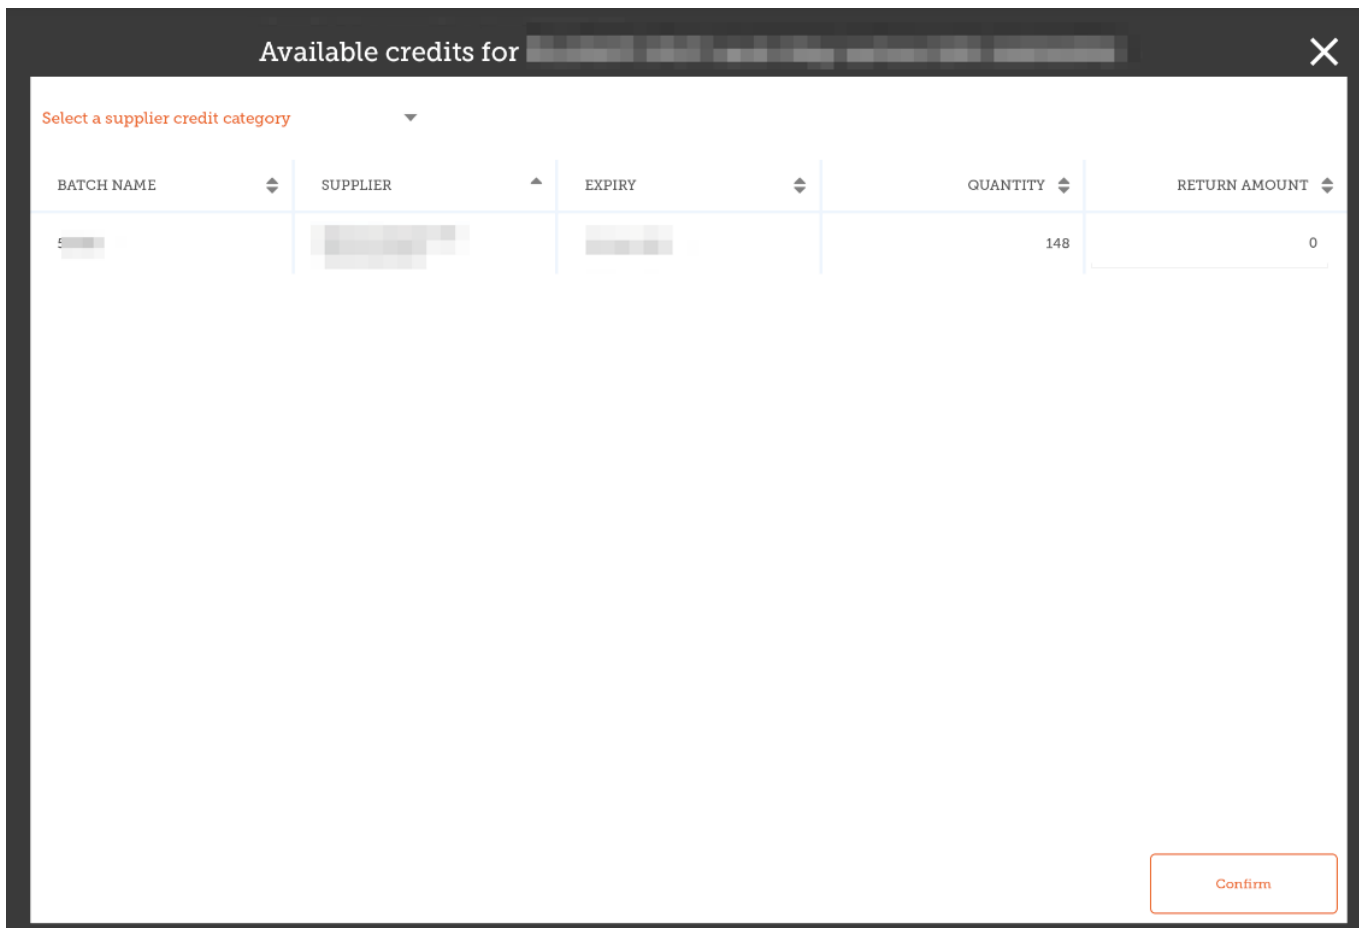 Available credits for
Select a supplier credit category
BATCH NAME SUPPLIER EXPIRY QUANTITY RETURN AMOUNT
148 0
Confirm